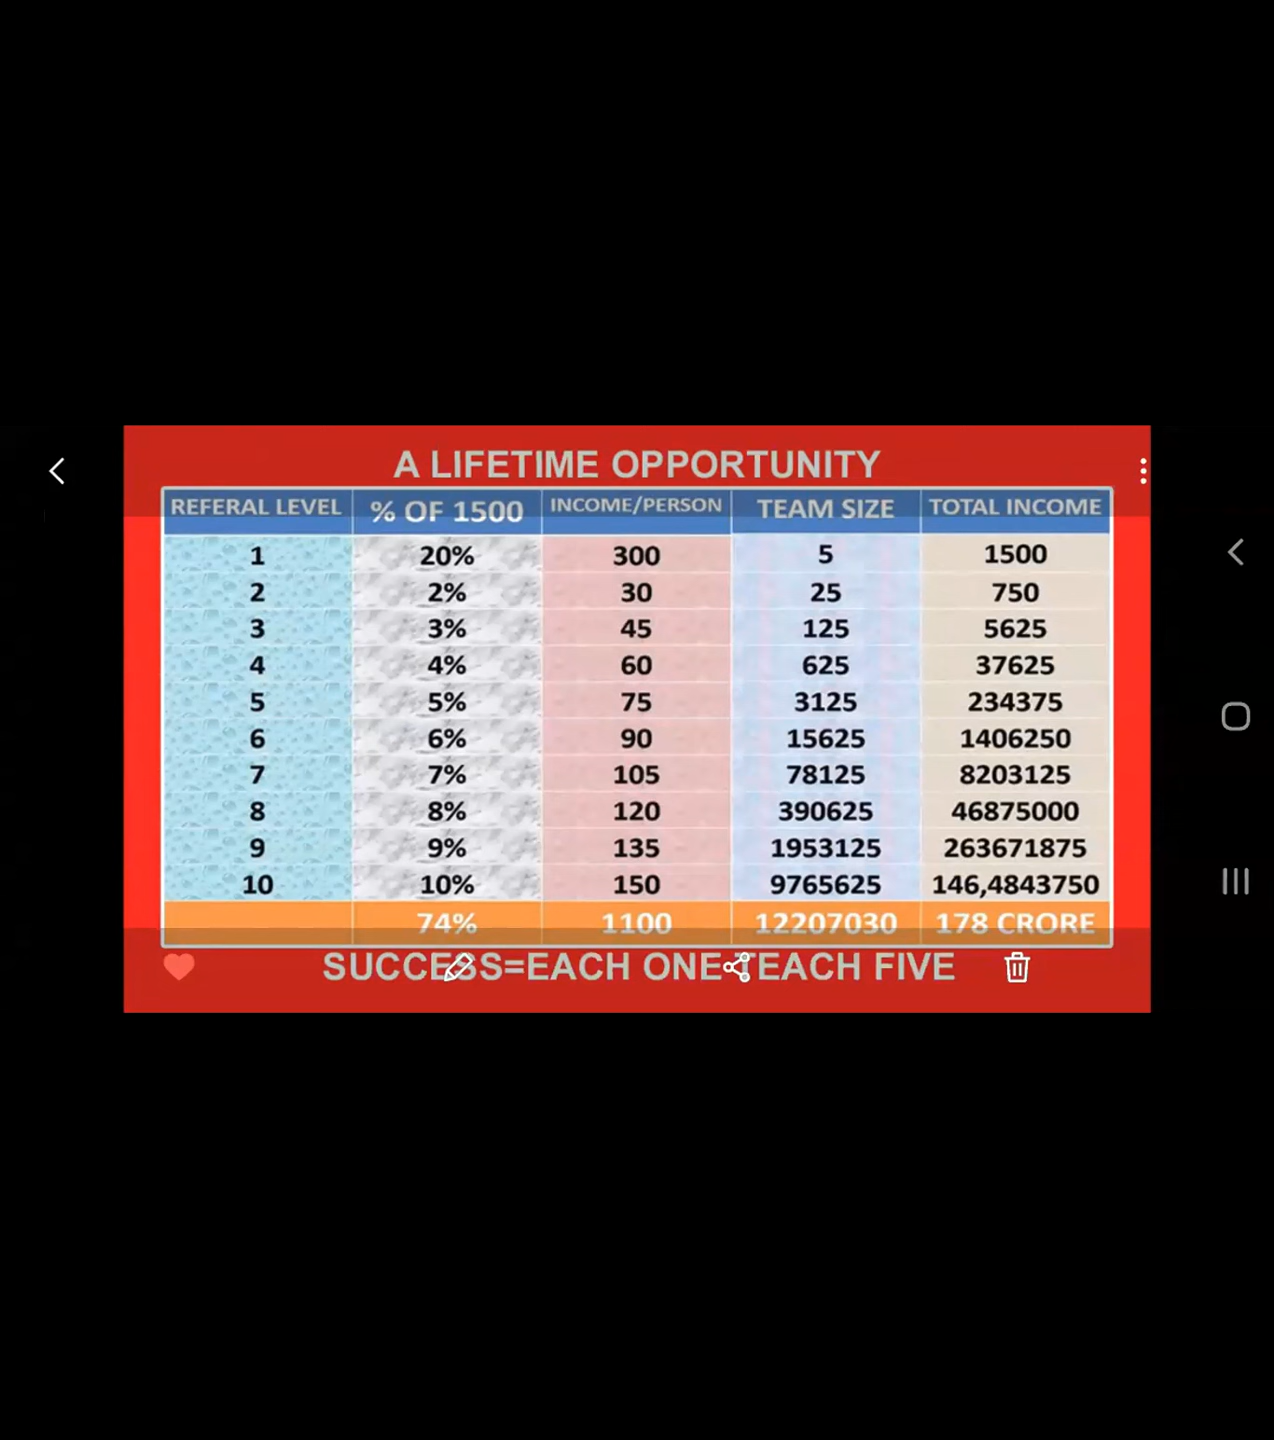 A LIFETIME OPPORTUNITY
REFERAL LEVEL % OF 1500 INCOME/PERSON TEAM SIZE TOTAL INCOME
1 20% 300 5 1500
2 2% 30 25 750
3 3% 45 125 5625
4 4% 60 625 37625
5 5% 75 3125 234375
6 6% 90 15625 1406250
7 7% 105 78125 8203125
8 8% 120 390625 46875000
9 9% 135 1953125 263671875
10 10% 150 9765625 146,4843750
74% 1100 12207030 178 CRORE
SUCCESS=EACH ONE TEACH FIVE